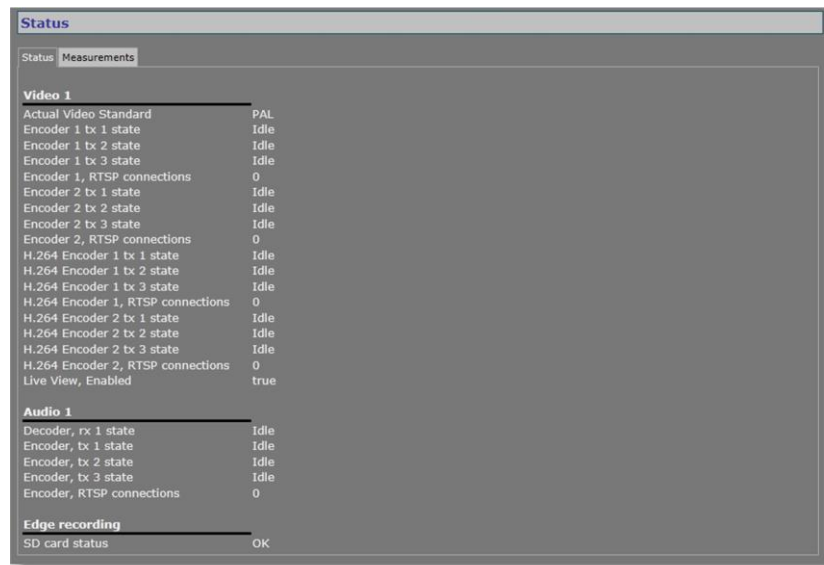 Status
Status Measurements
Video 1
Actual Video Standard PAL
Encoder 1 tx 1 state Idle
Encoder 1 tx 2 state Idle
Encoder 1 tx 3 state Idle
Encoder 1, RTSP connections 0
Encoder 2 tx 1 state Idle
Encoder 2 tx 2 state Idle
Encoder 2 tx 3 state Idle
Encoder 2, RTSP connections 0
H.264 Encoder 1 tx 1 state Idle
H.264 Encoder 1 tx 2 state Idle
H.264 Encoder 1 tx 3 state Idle
H.264 Encoder 1, RTSP connections 0
H.264 Encoder 2 tx 1 state Idle
H.264 Encoder 2 tx 2 state Idle
H.264 Encoder 2 tx 3 state Idle
H.264 Encoder 2, RTSP connections 0
Live View, Enabled true
Audio 1
Decoder, rx 1 state Idle
Encoder, tx 1 state Idle
Encoder, tx 2 state Idle
Encoder, tx 3 state Idle
Encoder, RTSP connections 0
Edge recording
SD card status OK